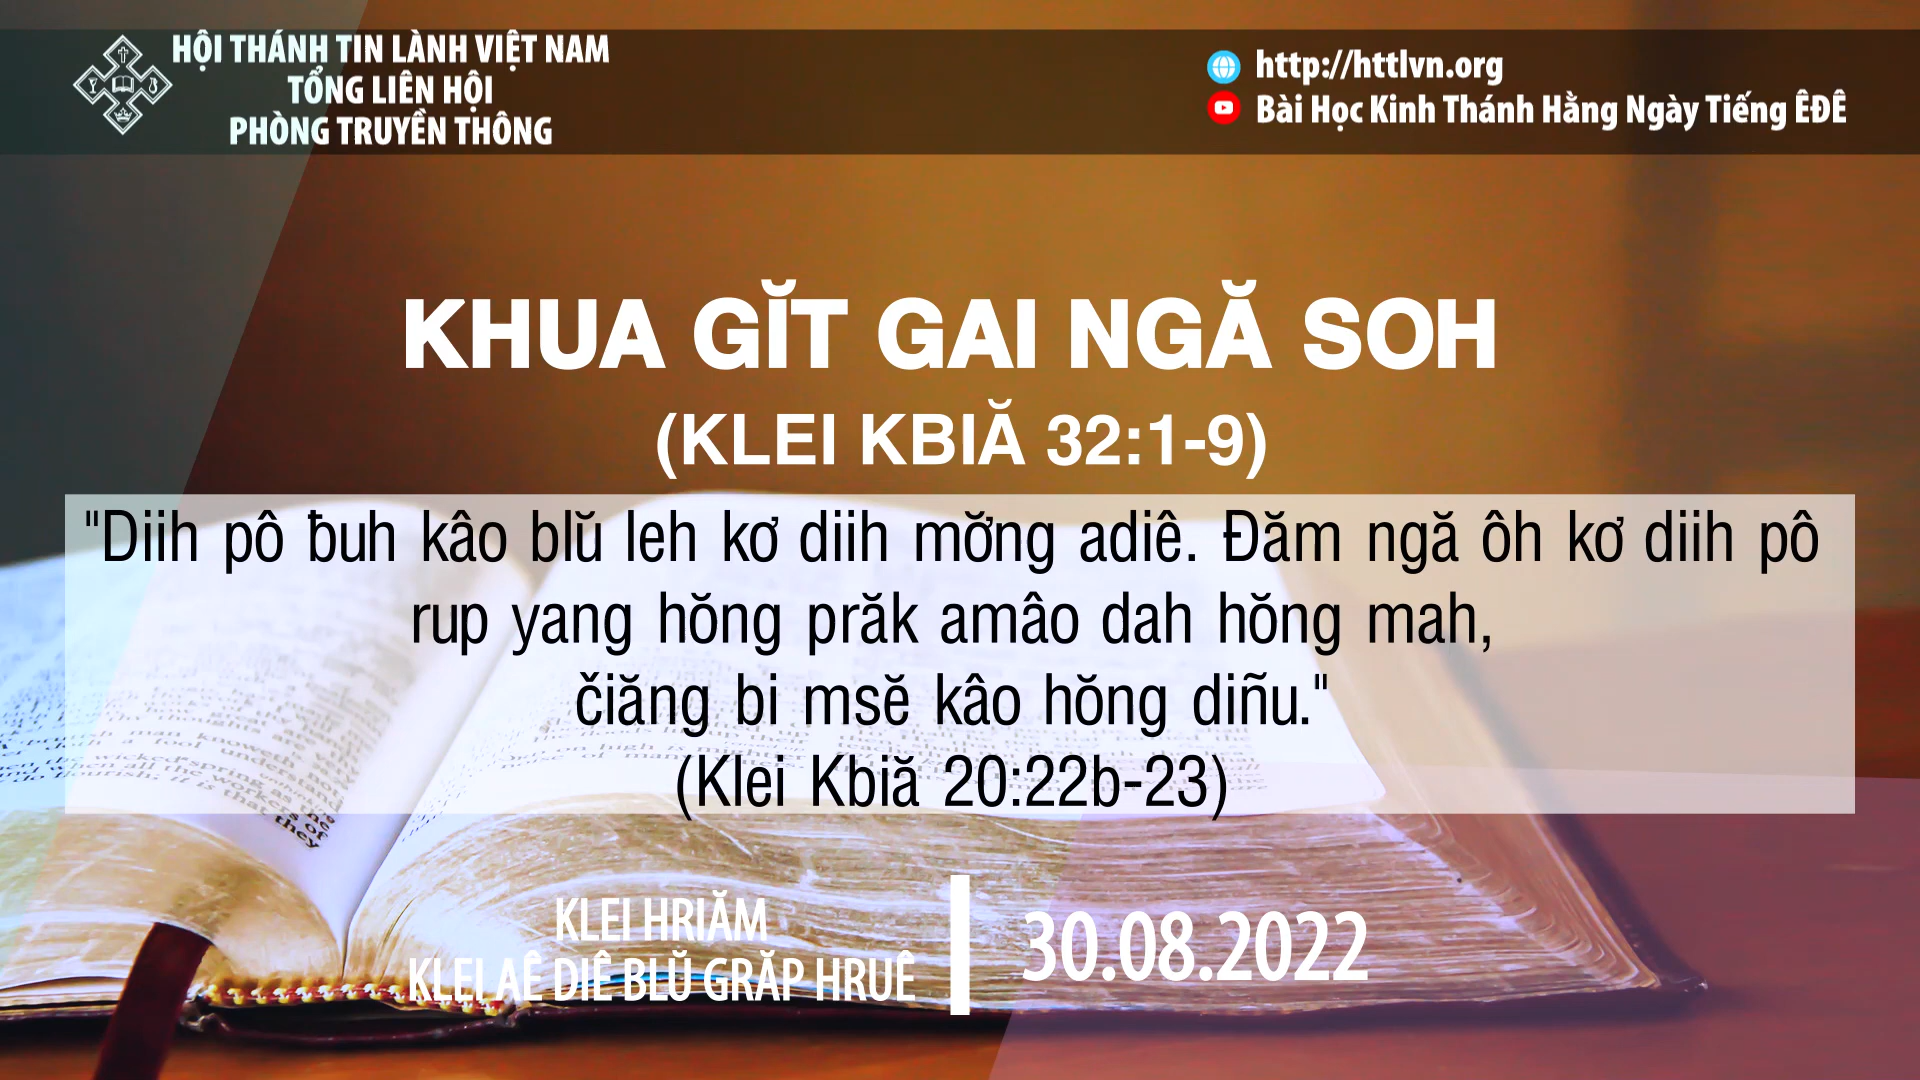 HỘI THÁNH TIN LÀNH VIỆT NAM
TỔNG LIÊN HỘI
PHÒNG TRUYỀN THÔNG
http://httlvn.org
Bài Học Kinh Thánh Hằng Ngày Tiếng ÊĐÊ
KHUA GĬT GAI NGĂ SOH
(KLEI KBIĂ 32:1-9)
"Diih pô ƀuh kâo blŭ leh kơ diih mơ̆ng adiê. Đăm ngă ôh kơ diih pô
rup yang hŏng prăk amâo dah hŏng mah,
čiăng bi msĕ kâo hŏng diñu."
(Klei Kbiă 20:22b-23)
KLEI HRIĂM
KLEI AÊ DIÊ BLŬ GRĂP HRUÊ
30.08.2022